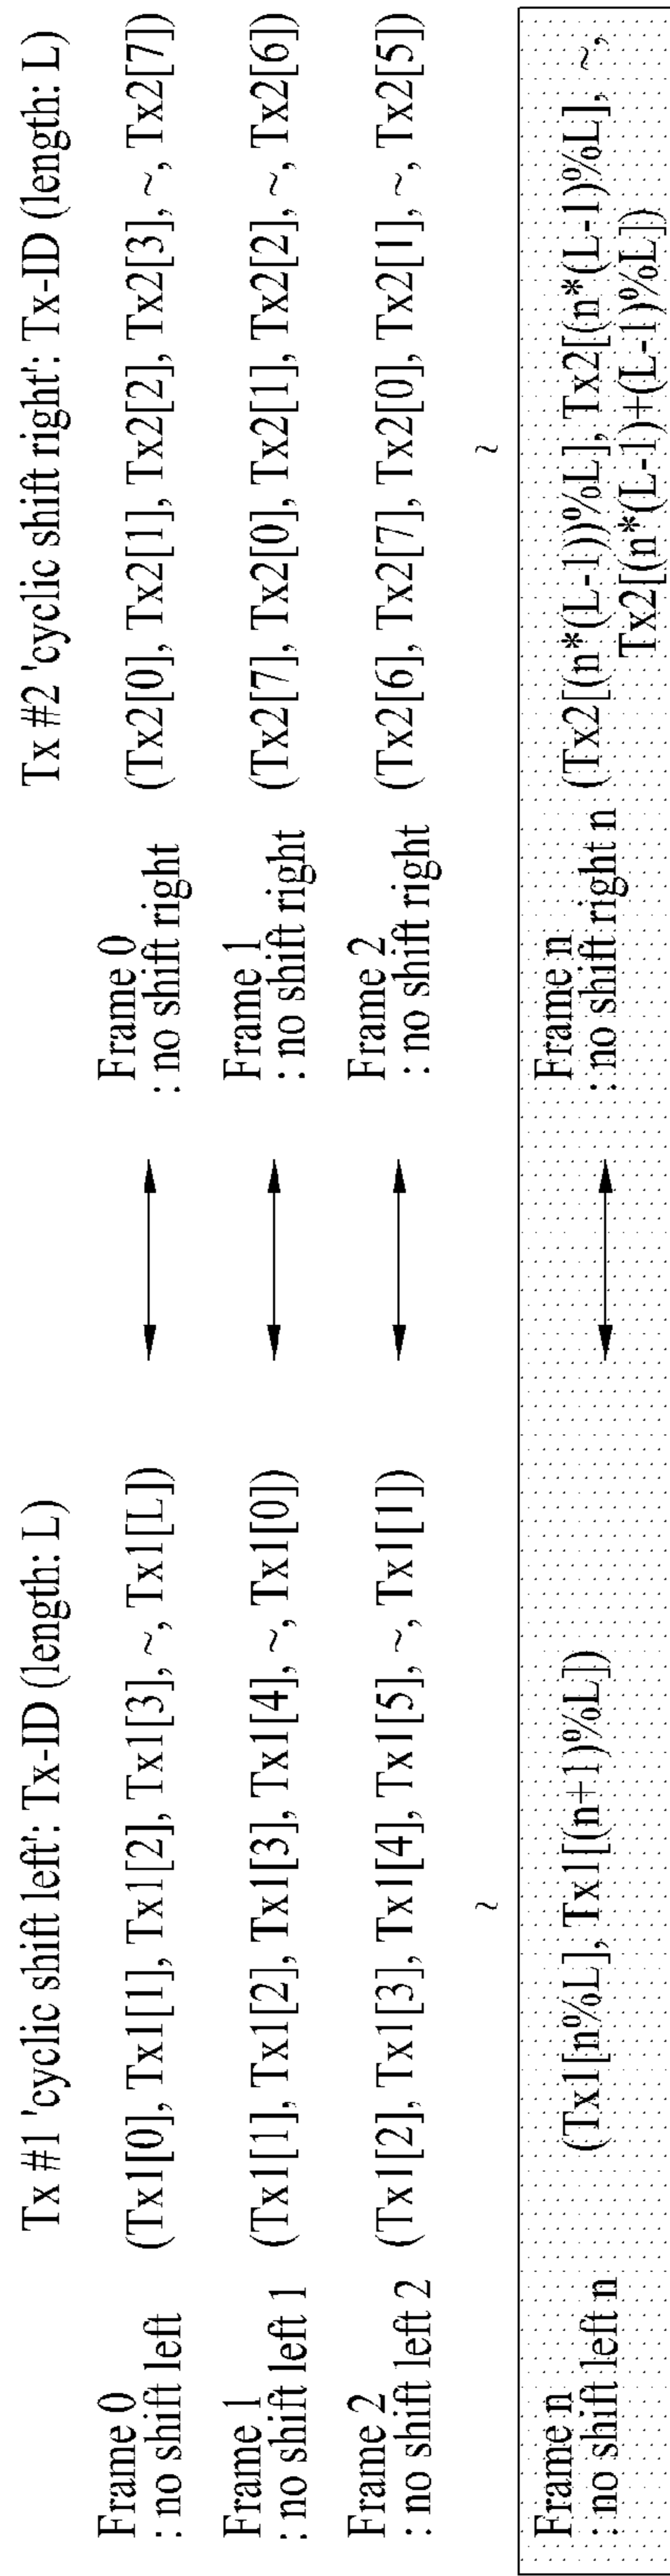 Tx #1 'cyclic shift left': Tx-ID (length: L)
Tx #2 'cyclic shift right': Tx-ID (length: L)
Frame 0
: no shift left
(Tx1[0], Tx1[1], Tx1[2], Tx1[3],~, Tx1[L])
Frame 0
: no shift right
(Tx2[0], Tx2[1], Tx2[2], Tx2[3], ~, Tx2[7])
Frame 1
: no shift left 1
(Tx1[1], Tx1[2], Tx1[3], Tx1[4],~, Tx1[0])
Frame 1
: no shift right
(Tx2[7], Tx2[0], Tx2[1], Tx2[2], ~, Tx2[6])
Frame 2
: no shift left 2
(Tx1[2], Tx1[3], Tx1[4], Tx1[5], ~, Tx1[1])
Frame 2
: no shift right
(Tx2[6], Tx2[7], Tx2[0], Tx2[1], ~, Tx2[5])
~
~
Frame n
: no shift left n
(Tx1[n%L], Tx1[(n+1)%L])
Frame n
: no shift right n
(Tx2[(n*(L-1))%L], Tx2[(n*(L-1)%L], ~,
Tx2[(n*(L-1)+(L-1)%L])